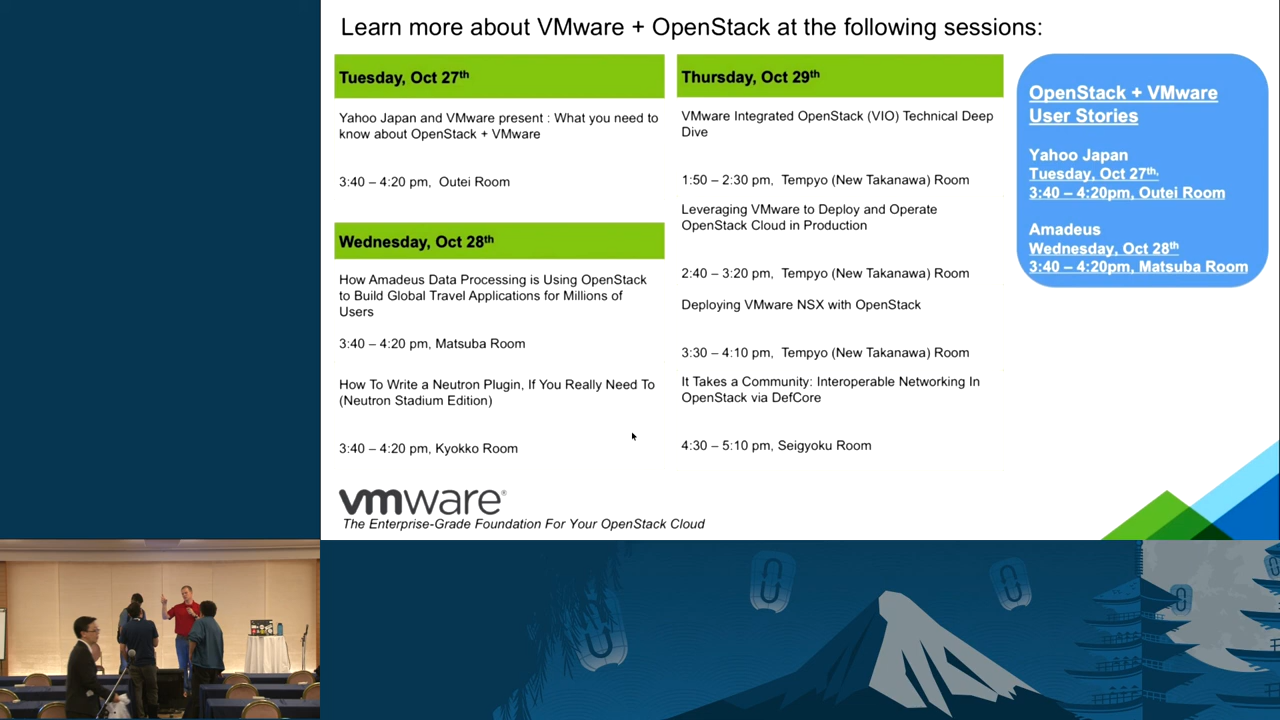 Learn more about VMware + OpenStack at the following sessions:
Tuesday, Oct 27th
Yahoo Japan and VMware present : What you need to
know about OpenStack + VMware
3:40 – 4:20 pm,  Outei Room
Wednesday, Oct 28th
How Amadeus Data Processing is Using OpenStack
to Build Global Travel Applications for Millions of
Users
3:40 – 4:20 pm, Matsuba Room
How To Write a Neutron Plugin, If You Really Need To
(Neutron Stadium Edition)
3:40 – 4:20 pm, Kyokko Room
Thursday, Oct 29th
VMware Integrated OpenStack (VIO) Technical Deep
Dive
1:50 – 2:30 pm,  Tempyo (New Takanawa) Room
Leveraging VMware to Deploy and Operate
OpenStack Cloud in Production
2:40 – 3:20 pm,  Tempyo (New Takanawa) Room
Deploying VMware NSX with OpenStack
3:30 – 4:10 pm,  Tempyo (New Takanawa) Room
It Takes a Community: Interoperable Networking In
OpenStack via DefCore
4:30 – 5:10 pm, Seigyoku Room
OpenStack + VMware
User Stories
Yahoo Japan
Tuesday, Oct 27th,
3:40 – 4:20pm, Outei Room
Amadeus
Wednesday, Oct 28th
3:40 – 4:20pm, Matsuba Room
vmware®
The Enterprise-Grade Foundation For Your OpenStack Cloud